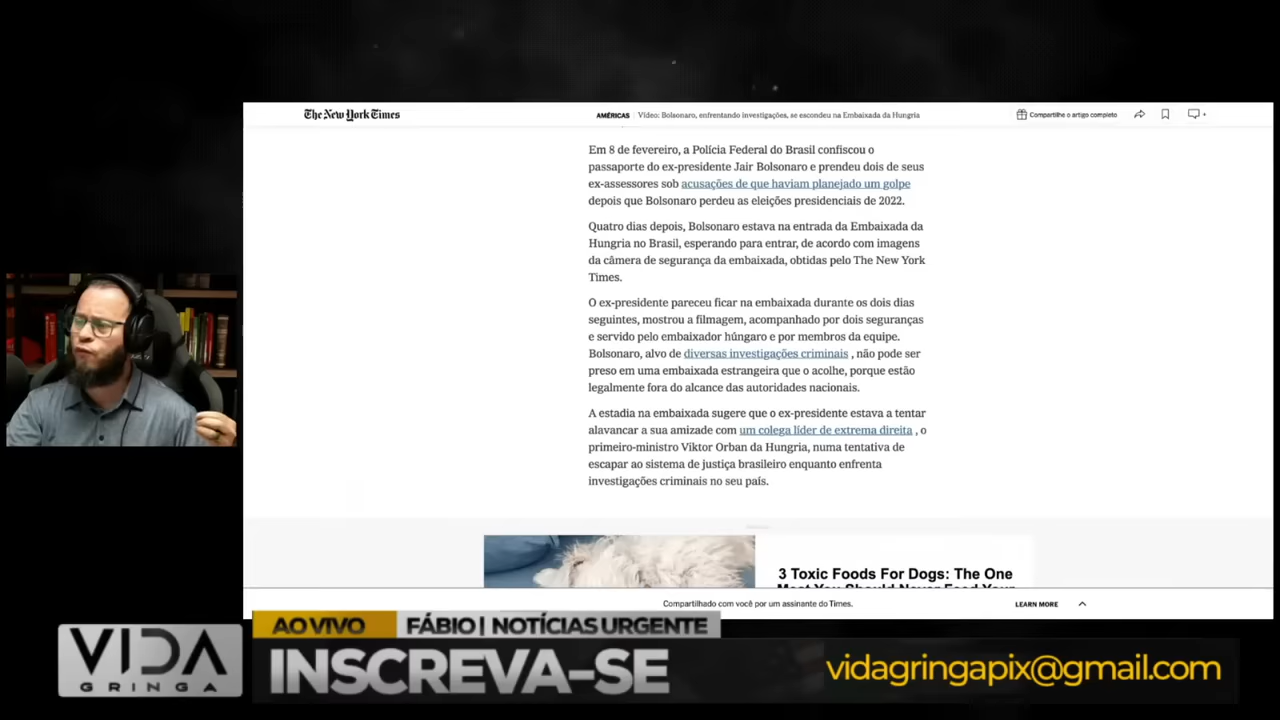 The New York Times
AMÉRICAS | Vídeo: Bolsonaro, enfrentando investigações, se escondeu na Embaixada da Hungria
Compartilhe o artigo completo
Em 8 de fevereiro, a Polícia Federal do Brasil confiscou o
passaporte do ex-presidente Jair Bolsonaro e prendeu dois de seus
ex-assessores sob acusações de que haviam planejado um golpe
depois que Bolsonaro perdeu as eleições presidenciais de 2022.
Quatro dias depois, Bolsonaro estava na entrada da Embaixada da
Hungria no Brasil, esperando para entrar, de acordo com imagens
da câmera de segurança da embaixada, obtidas pelo The New York
Times.
O ex-presidente pareceu ficar na embaixada durante os dois dias
seguintes, mostrou a filmagem, acompanhado por dois seguranças
e servido pelo embaixador húngaro e por membros da equipe.
Bolsonaro, alvo de diversas investigações criminais , não pode ser
preso em uma embaixada estrangeira que o acolhe, porque estão
legalmente fora do alcance das autoridades nacionais.
A estadia na embaixada sugere que o ex-presidente estava a tentar
alavancar a sua amizade com um colega líder de extrema direita , o
primeiro-ministro Viktor Orban da Hungria, numa tentativa de
escapar ao sistema de justiça brasileiro enquanto enfrenta
investigações criminais no seu país.
3 Toxic Foods For Dogs: The One
Meat You Should Never Feed Your
Compartilhado com você por um assinante do Times.
LEARN MORE
AO VIVO
FÁBIO | NOTÍCIAS URGENTE
VIDA
GRINGA
INSCREVA-SE
vidagringapix@gmail.com